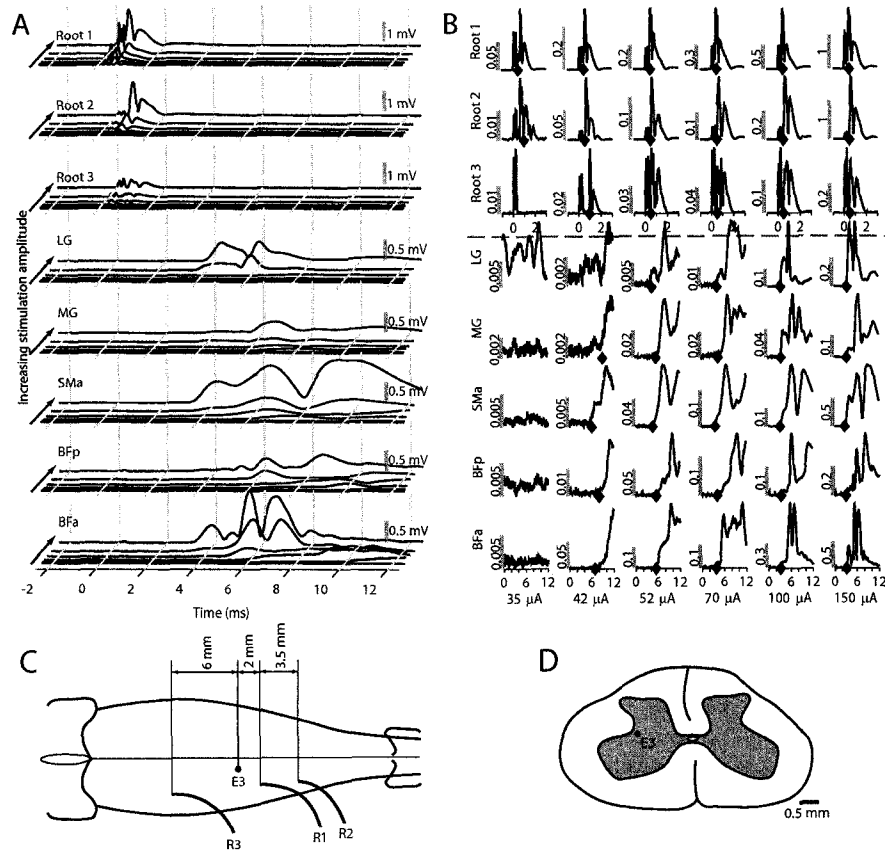 A
Root 1
1 mV
Root 2
1 mV
Root 3
1 mV
LG
0.5 mV
MG
0.5 mV
SMa
0.5 mV
BFp
0.5 mV
BFa
0.5 mV
increasing stimulation amplitude
-2 0 2 4 6 8 10 12
Time (ms)
B
Root 1 0.05 0.2 0.2 0.3 0.5 1
Root 2 0.01 0.05 0.1 0.1 0.2 1
Root 3 0.01 0.02 0.03 0.04 0.1 0.2
0 2 0 2 0 2 0 2 0 2 0 2
LG 0.005 0.002 0.005 0.01 0.1 0.2
MG 0.002 0.002 0.02 0.02 0.04 0.1
SMa 0.005 0.005 0.04 0.1 0.1 0.5
BFp 0.005 0.01 0.05 0.1 0.1 0.2
BFa 0.005 0.05 0.1 0.1 0.3 0.5
0 6 12 0 6 12 0 6 12 0 6 12 0 6 12 0 6 12
35 µA 42 µA 52 µA 70 µA 100 µA 150 µA
C
6 mm
2 mm
3.5 mm
E3
R3
R1
R2
D
E3
0.5 mm